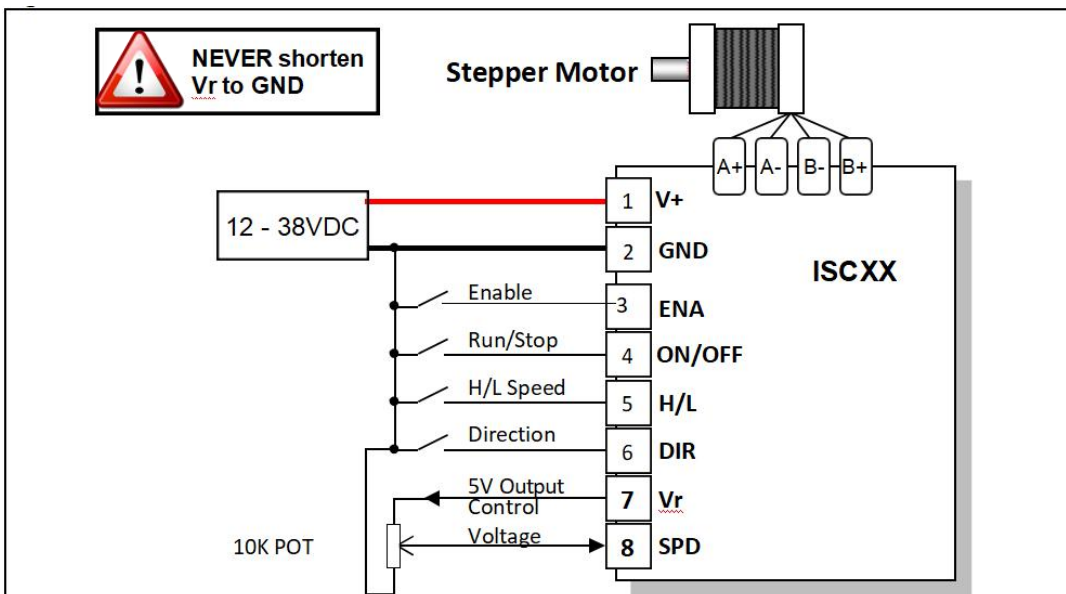 NEVER shorten
Vr to GND
Stepper Motor
A+ A- B- B+
12 - 38VDC
1 V+
2 GND
ISCXX
Enable
3 ENA
Run/Stop
4 ON/OFF
H/L Speed
5 H/L
Direction
6 DIR
5V Output
7 Vr
Control
Voltage
8 SPD
10K POT